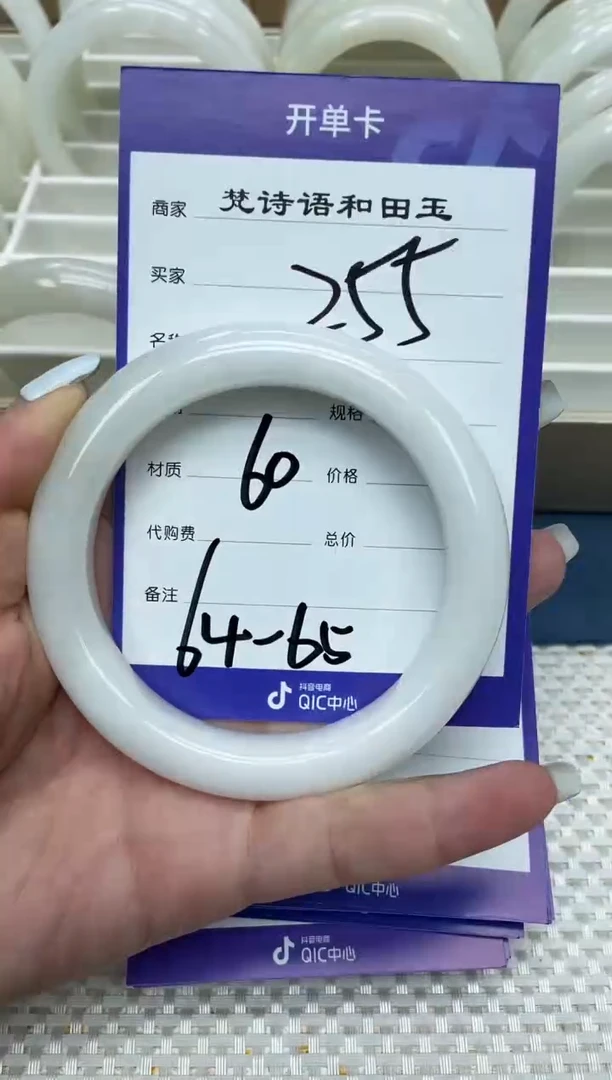 开单卡
商家 梵诗语和田玉
买家 255
规格
材质 60 价格
代购费 总价
备注 64-65
抖音电商
QIC中心
QIC中心
抖音电商
QIC中心